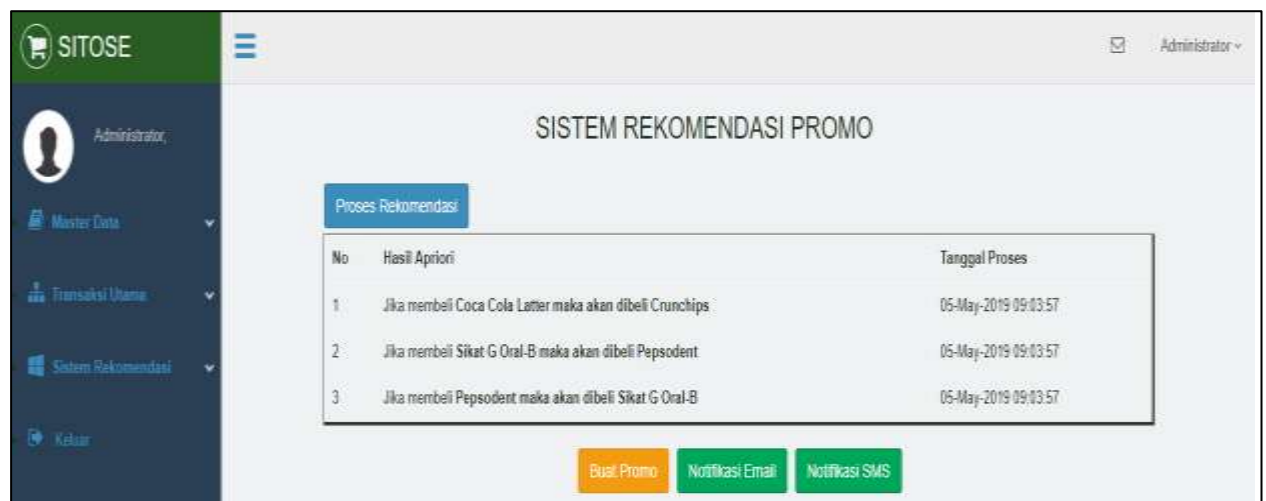 SITOSE
Administrator
Administrator,
SISTEM REKOMENDASI PROMO
Master Data
Transaksi Utama
Sistem Rekomendasi
Keluar
Proses Rekomendasi
No Hasil Apriori Tanggal Proses
1 Jika membeli Coca Cola Latter maka akan dibeli Crunchips 05-May-2019 09:03:57
2 Jika membeli Sikat G Oral-B maka akan dibeli Pepsodent 05-May-2019 09:03:57
3 Jika membeli Pepsodent maka akan dibeli Sikat G Oral-B 05-May-2019 09:03:57
Buat Promo Notifikasi Email Notifikasi SMS